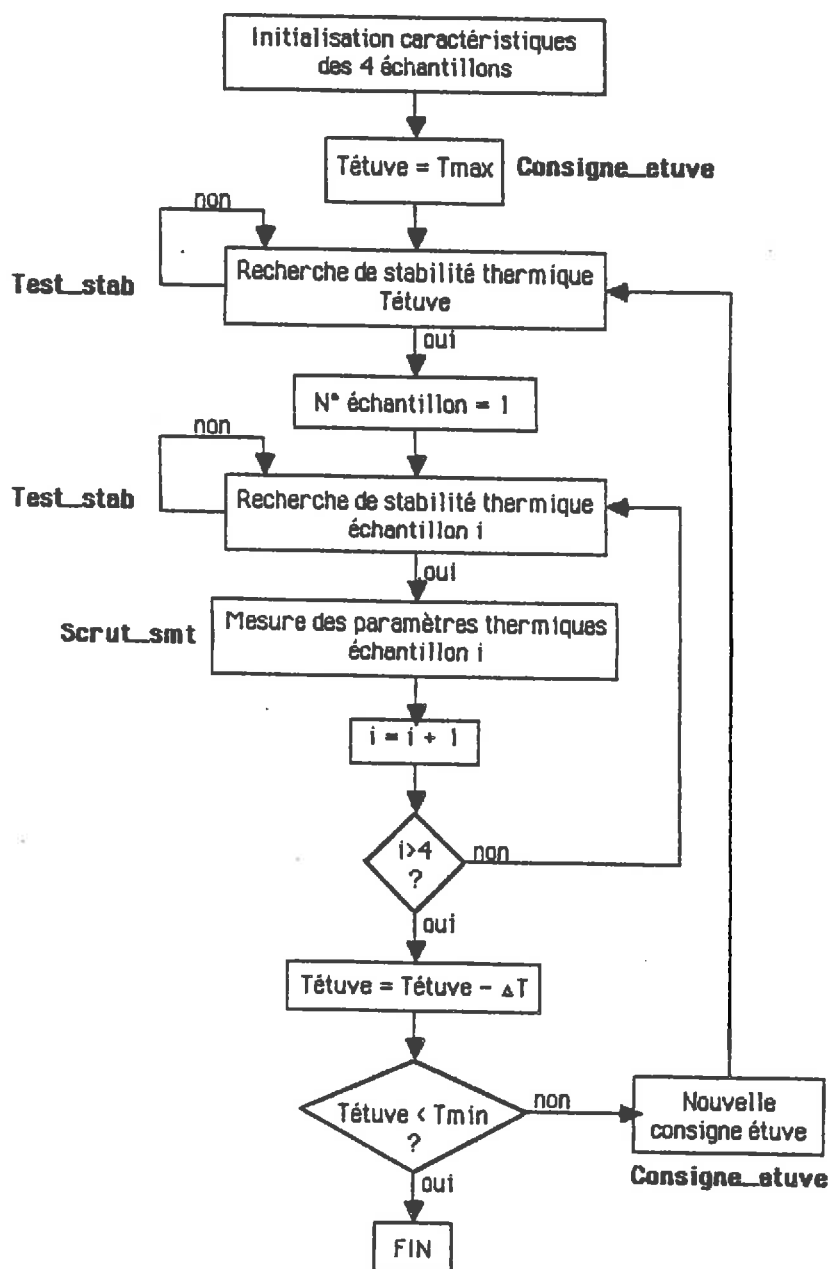 Initialisation caractéristiques
des 4 échantillons
Tétuve = Tmax
Consigne_etuve
non
Test_stab
Recherche de stabilité thermique
Tétuve
oui
N° échantillon = 1
non
Test_stab
Recherche de stabilité thermique
échantillon i
oui
Scrut_smt
Mesure des paramètres thermiques
échantillon i
i = i + 1
i>4
?
non
oui
Tétuve = Tétuve - ΔT
Tétuve < Tmin
?
non
Nouvelle
consigne étuve
Consigne_etuve
oui
FIN